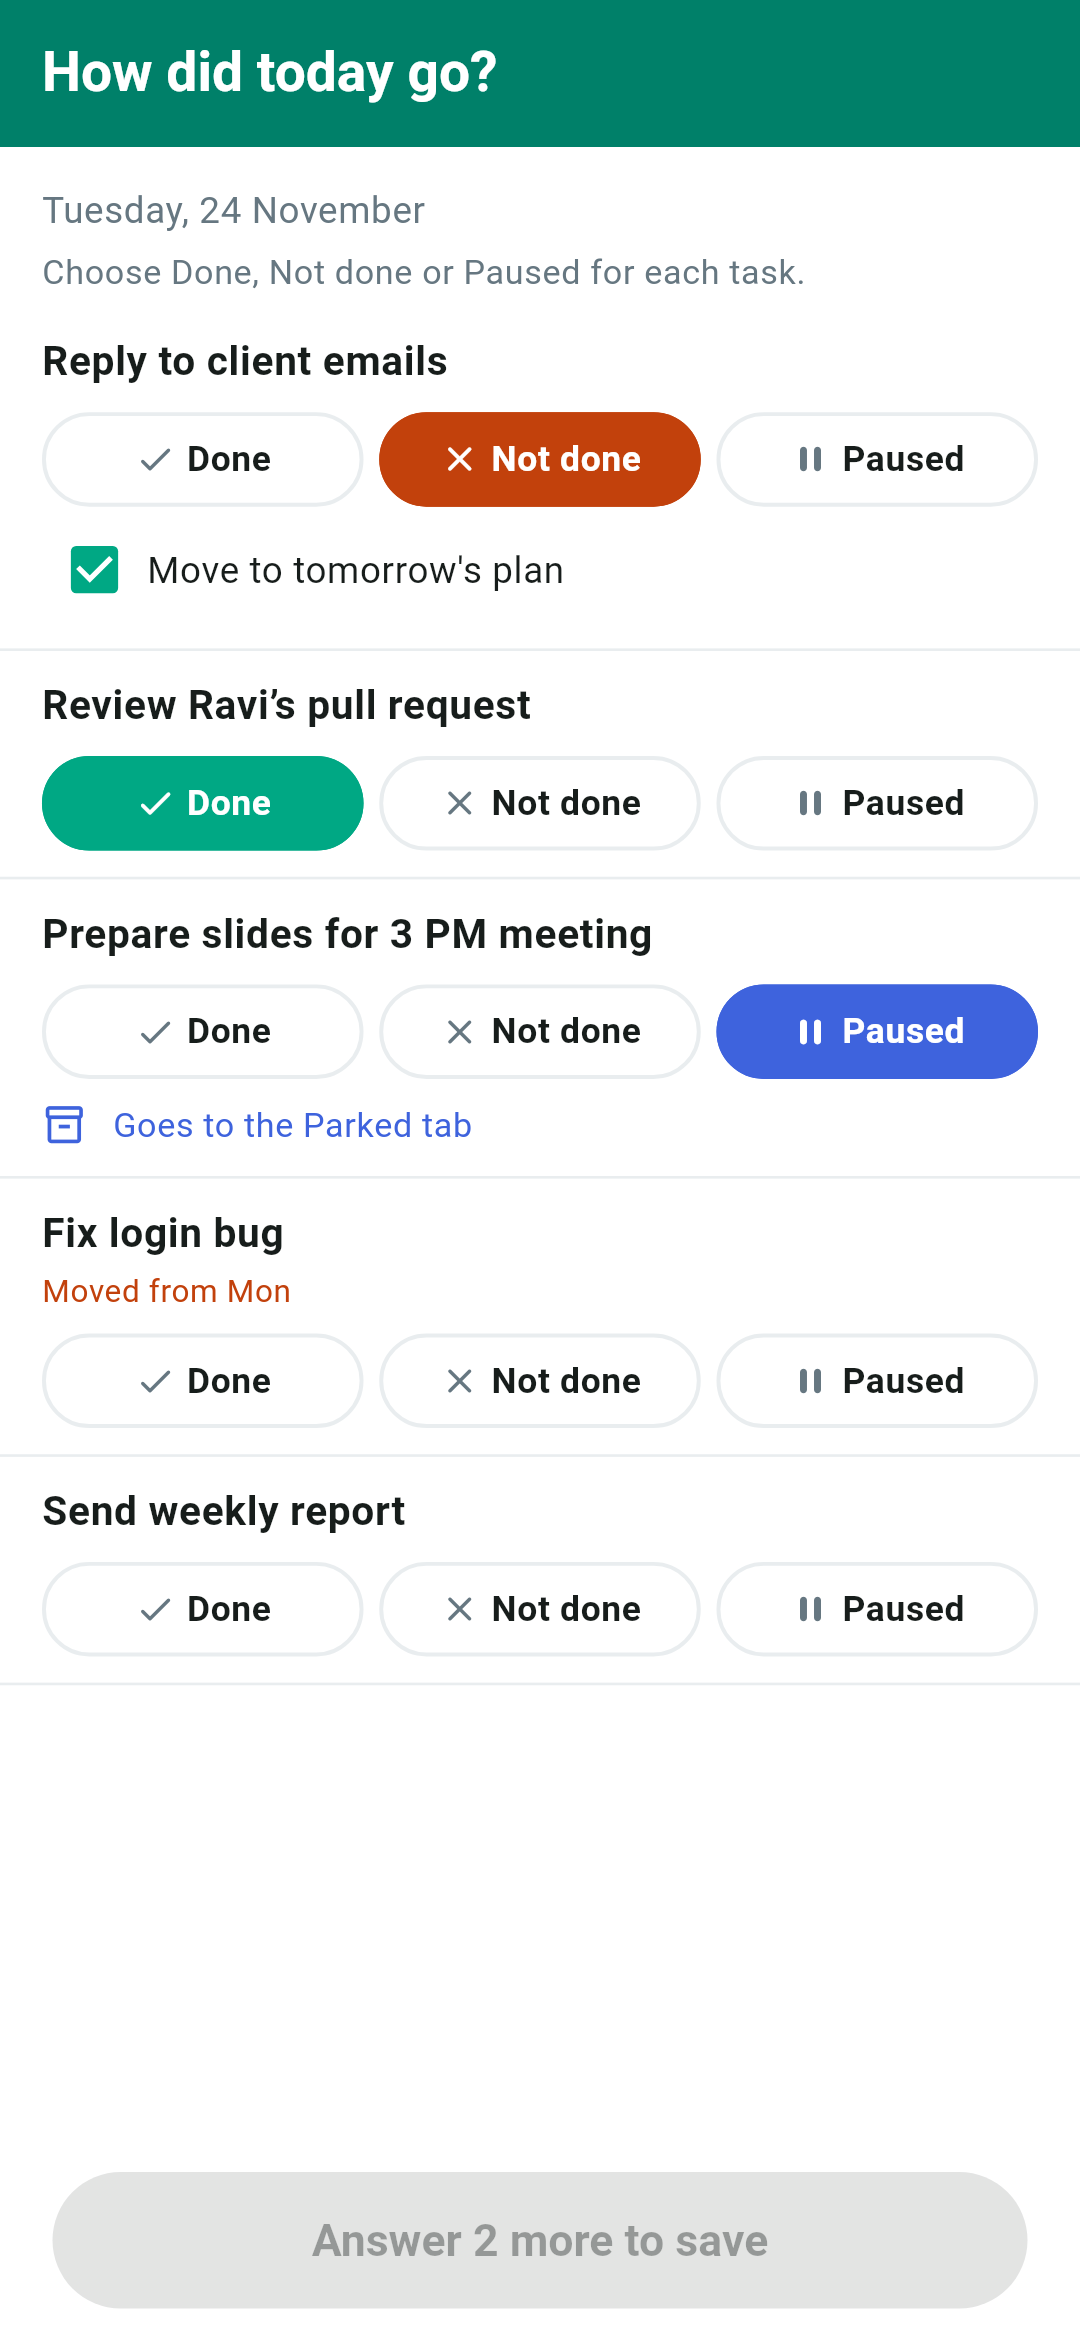 How did today go?
Tuesday, 24 November
Choose Done, Not done or Paused for each task.
Reply to client emails
Done Not done Paused
Move to tomorrow's plan
Review Ravi’s pull request
Done Not done Paused
Prepare slides for 3 PM meeting
Done Not done Paused
Goes to the Parked tab
Fix login bug
Moved from Mon
Done Not done Paused
Send weekly report
Done Not done Paused
Answer 2 more to save